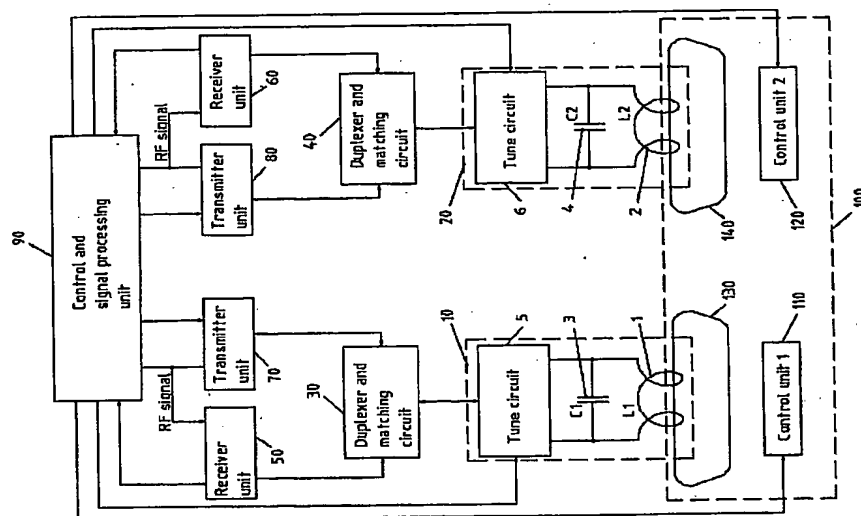 90
Control and
signal processing
unit
RF signal
RF signal
Receiver
unit
50
Transmitter
unit
70
Transmitter
unit
80
Receiver
unit
60
30
Duplexer and
matching
circuit
40
Duplexer and
matching
circuit
10
Tune circuit
5
C1
3
L1
1
20
Tune circuit
6
C2
4
L2
2
130
140
110
Control unit 1
120
Control unit 2
100